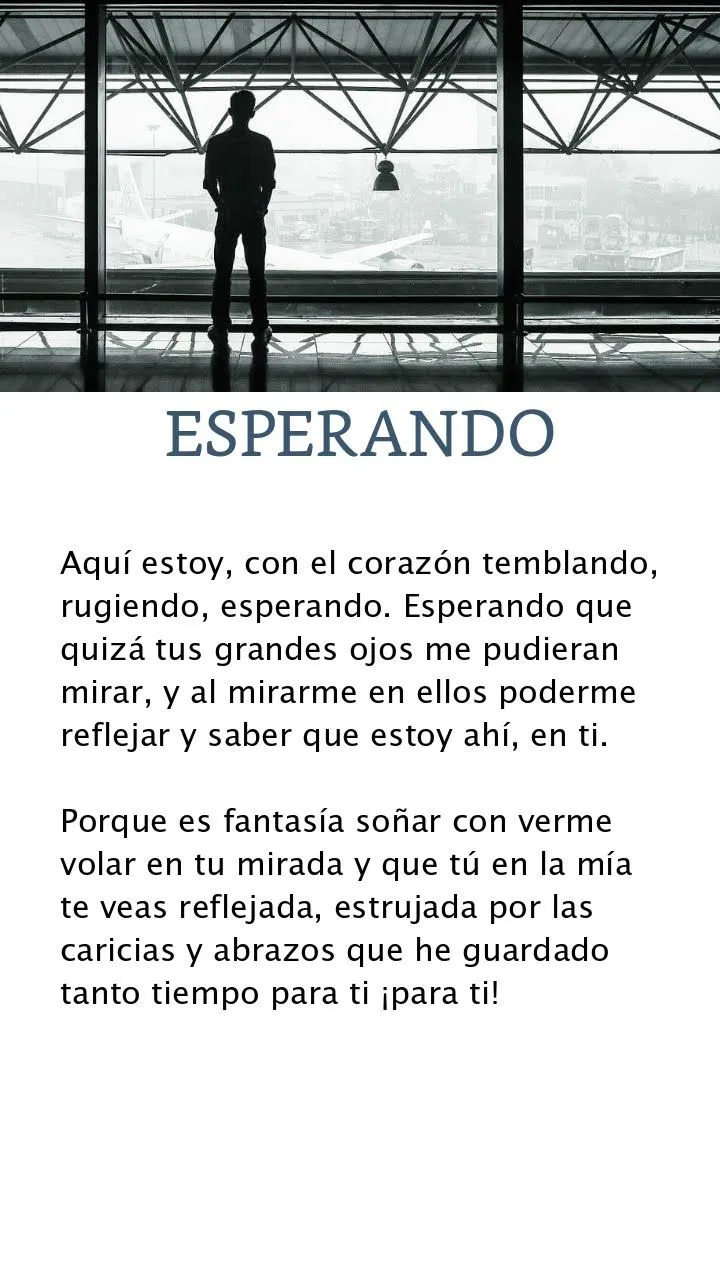 ESPERANDO
Aquí estoy, con el corazón temblando,
rugiendo, esperando. Esperando que
quizá tus grandes ojos me pudieran
mirar, y al mirarme en ellos poderme
reflejar y saber que estoy ahí, en ti.
Porque es fantasía soñar con verme
volar en tu mirada y que tú en la mía
te veas reflejada, estrujada por las
caricias y abrazos que he guardado
tanto tiempo para ti ¡para ti!